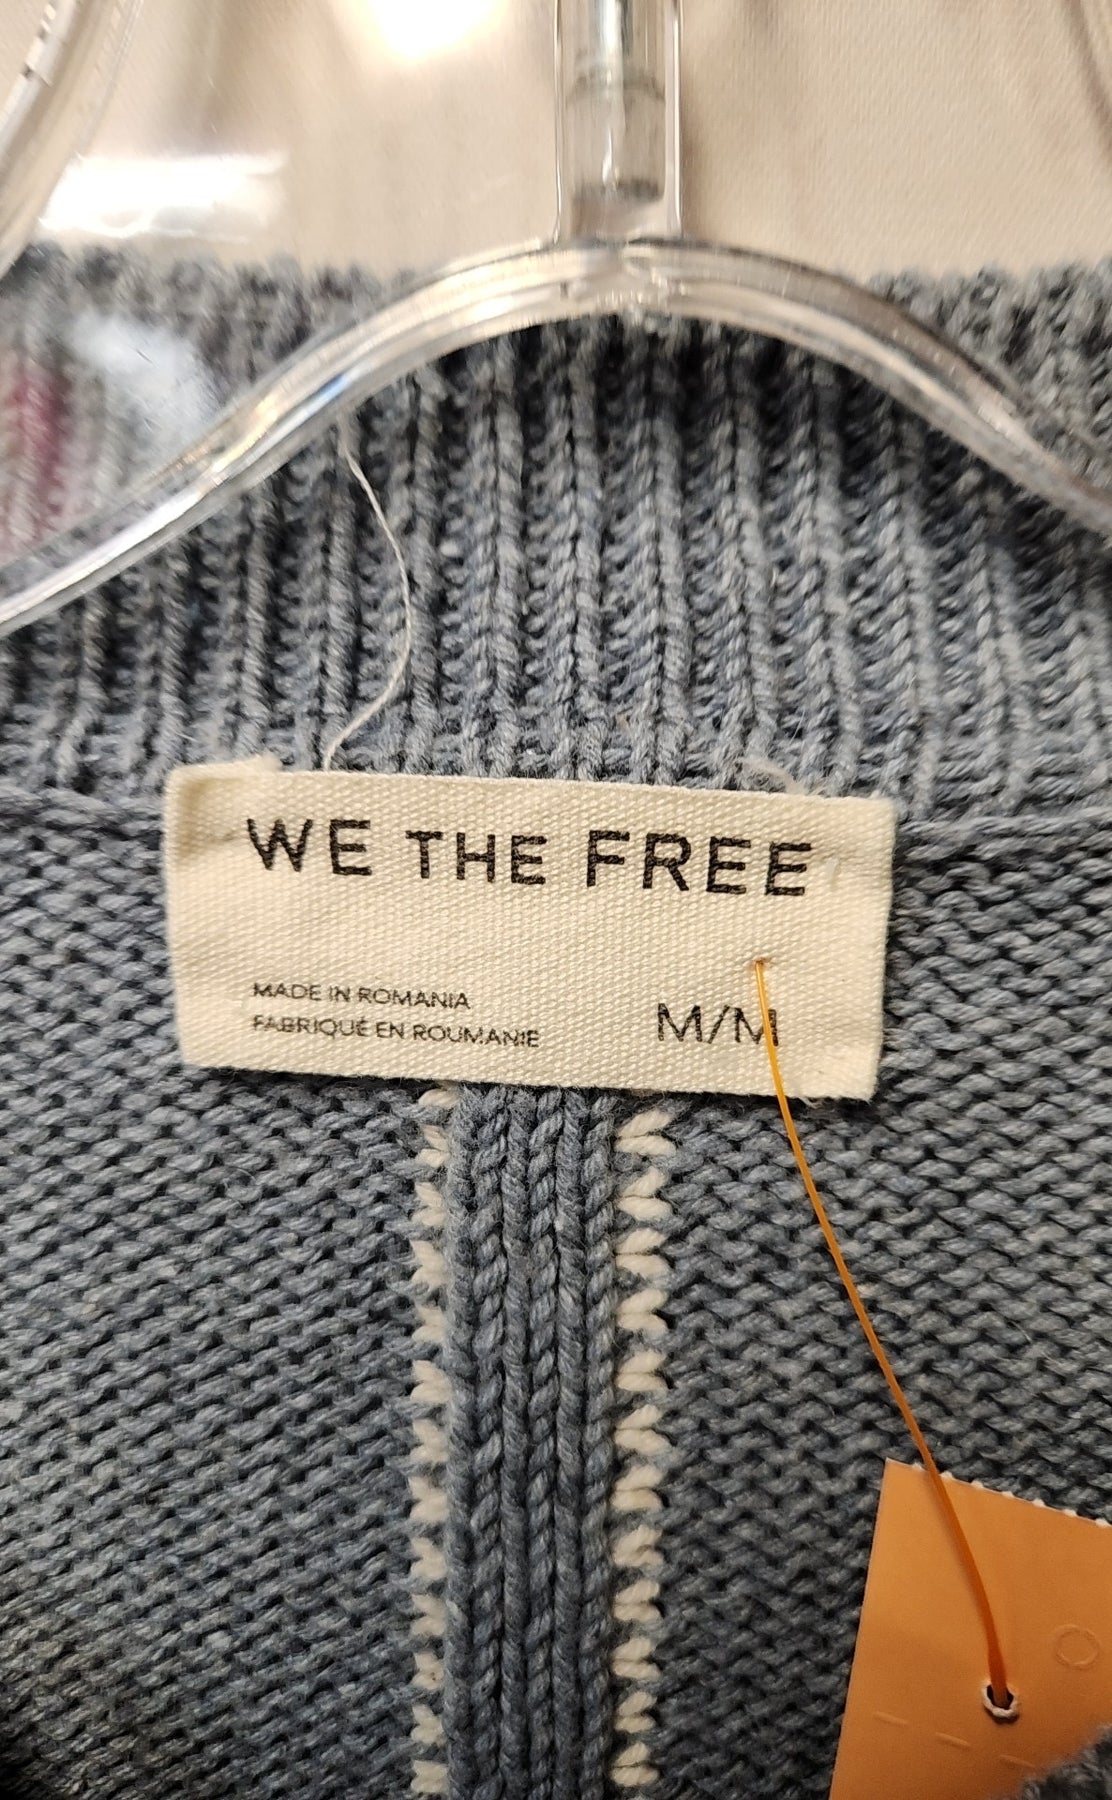 WE THE FREE
MADE IN ROMANIA
FABRIQUÉ EN ROUMANIE
M/M